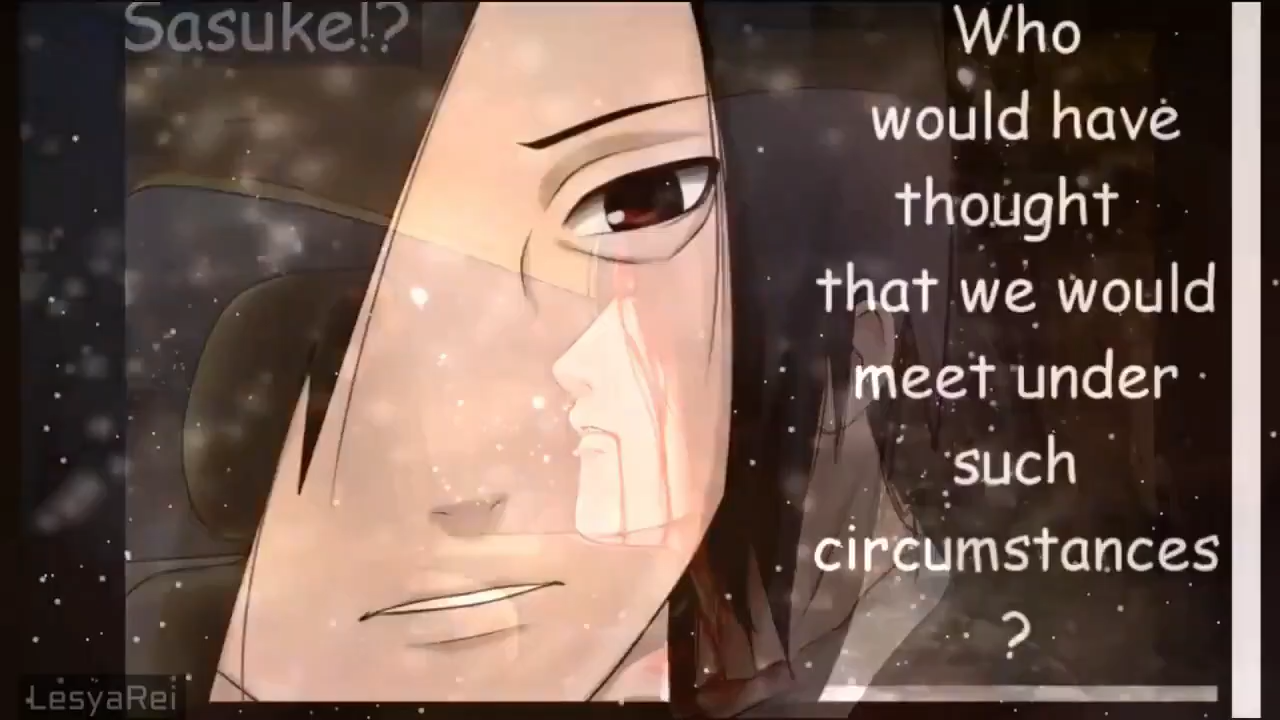 Sasuke!?
Who
would have
thought
that we would
meet under
such
circumstances
?
LesyaRei